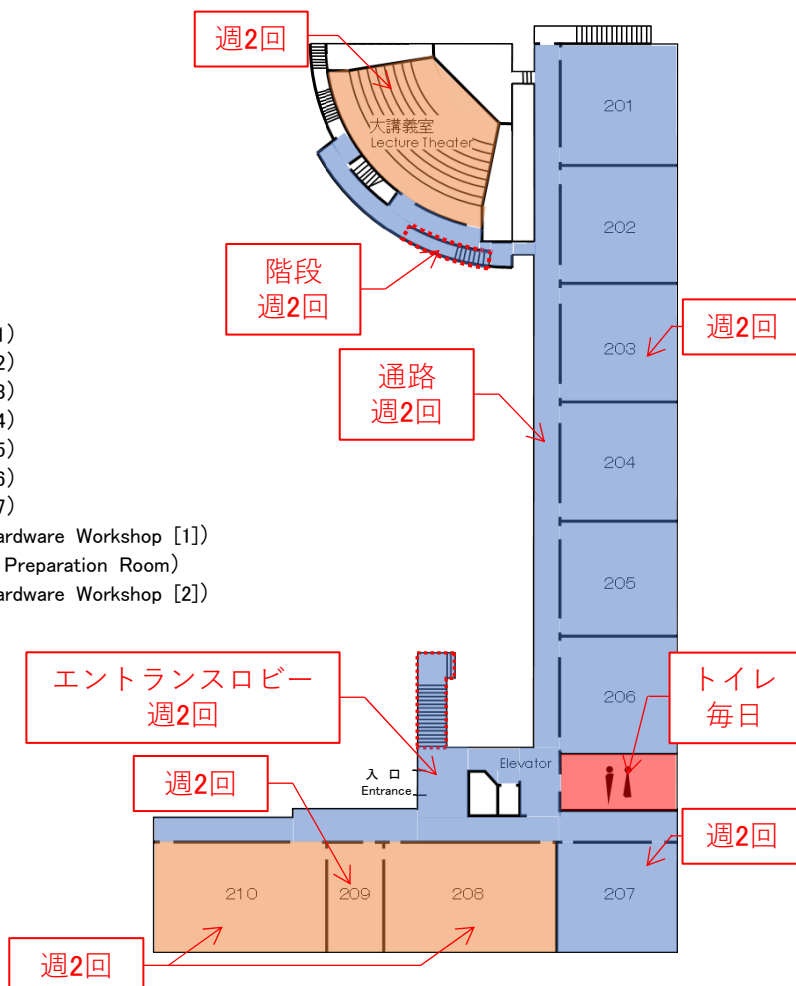 週2回
大講義室
Lecture Theater
201
202
階段
週2回
203
週2回
1)
2)
3)
4)
5)
6)
7)
ardware Workshop [1])
Preparation Room)
ardware Workshop [2])
通路
週2回
204
205
206
エントランスロビー
週2回
トイレ
毎日
Elevator
入 口
Entrance
週2回
週2回
210
209
208
207
週2回